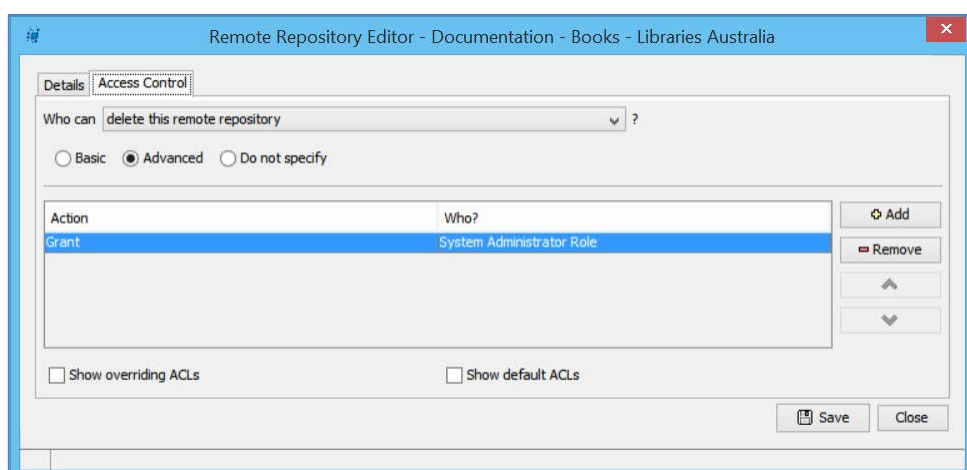 Remote Repository Editor - Documentation - Books - Libraries Australia
Details Access Control
Who can delete this remote repository ?
Basic Advanced Do not specify
Action Who? Add
Grant System Administrator Role
Remove
Show overriding ACLs Show default ACLs
Save Close